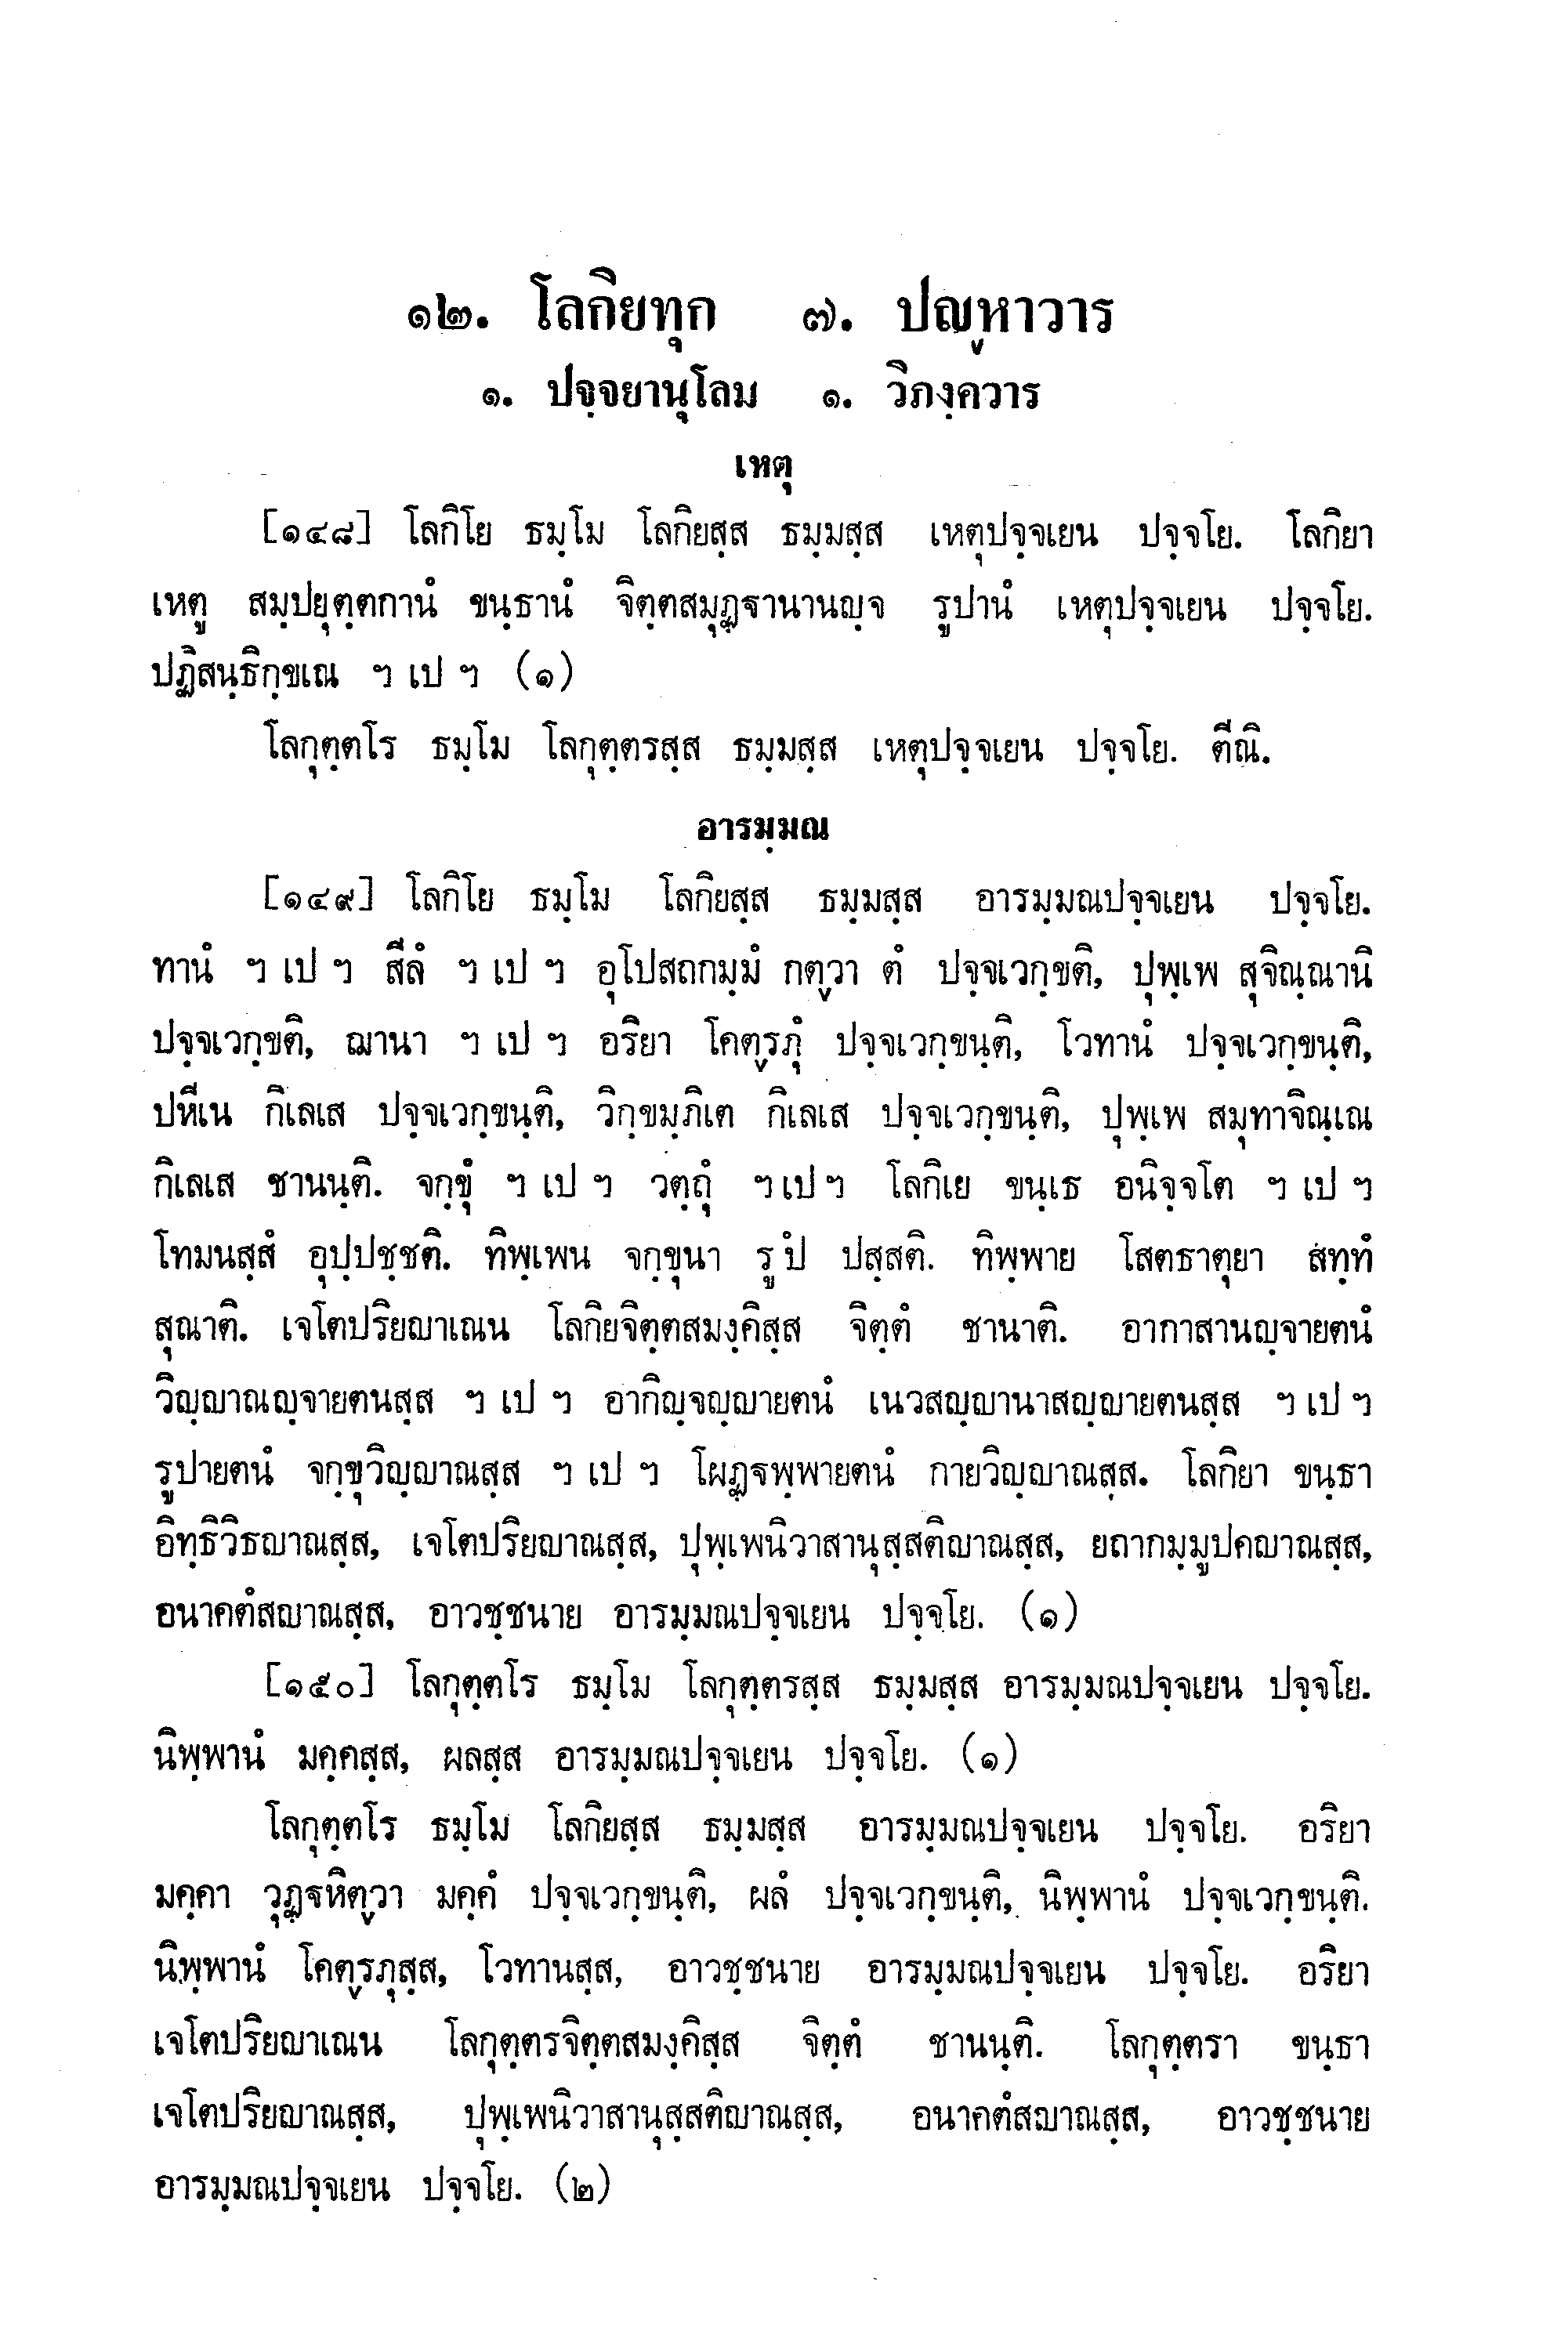 ๑๒. โลกิยทุก ๗. ปญฺหาวาร
๑. ปจฺจยานุโลม ๑. วิภงฺควาร
เหตุ
[๑๔๘] โลกิโย ธมฺโม โลกิยสฺส ธมฺมสฺส เหตุปจฺจเยน ปจฺจโย. โลกิยา
เหตู สมฺปยุตฺตกานํ ขนฺธานํ จิตฺตสมุฏฺฐานานญฺจ รูปานํ เหตุปจฺจเยน ปจฺจโย.
ปฏิสนฺธิกฺขเณ ฯ เป ฯ (๑)
โลกุตฺตโร ธมฺโม โลกุตฺตรสฺส ธมฺมสฺส เหตุปจฺจเยน ปจฺจโย. ตีณิ.
อารมฺมณ
[๑๔๙] โลกิโย ธมฺโม โลกิยสฺส ธมฺมสฺส อารมฺมณปจฺจเยน ปจฺจโย.
ทานํ ฯ เป ฯ สีลํ ฯ เป ฯ อุโปสถกมฺมํ กตฺวา ตํ ปจฺจเวกฺขติ, ปุพฺเพ สุจิณฺณานิ
ปจฺจเวกฺขติ, ฌานา ฯ เป ฯ อริยา โคตฺรภุํ ปจฺจเวกฺขนฺติ, โวทานํ ปจฺจเวกฺขนฺติ,
ปหีเน กิเลเส ปจฺจเวกฺขนฺติ, วิกฺขมฺภิเต กิเลเส ปจฺจเวกฺขนฺติ, ปุพฺเพ สมุทาจิณฺเณ
กิเลเส ชานนฺติ. จกฺขุํ ฯ เป ฯ วตฺถุํ ฯ เป ฯ โลกิเย ขนฺเธ อนิจฺจโต ฯ เป ฯ
โทมนสฺสํ อุปฺปชฺชติ. ทิพฺเพน จกฺขุนา รูปํ ปสฺสติ. ทิพฺพาย โสตธาตุยา สทฺทํ
สุณาติ. เจโตปริยญาเณน โลกิยจิตฺตสมงฺคิสฺส จิตฺตํ ชานาติ. อากาสานญฺจายตนํ
วิญฺญาณญฺจายตนสฺส ฯ เป ฯ อากิญฺจญฺญายตนํ เนวสญฺญานาสญฺญายตนสฺส ฯ เป ฯ
รูปายตนํ จกฺขุวิญฺญาณสฺส ฯ เป ฯ โผฏฺฐพฺพายตนํ กายวิญฺญาณสฺส. โลกิยา ขนฺธา
อิทฺธิวิธญาณสฺส, เจโตปริยญาณสฺส, ปุพฺเพนิวาสานุสฺสติญาณสฺส, ยถากมฺมูปคญาณสฺส,
อนาคตํสญาณสฺส, อาวชฺชนาย อารมฺมณปจฺจเยน ปจฺจโย. (๑)
[๑๕๐] โลกุตฺตโร ธมฺโม โลกุตฺตรสฺส ธมฺมสฺส อารมฺมณปจฺจเยน ปจฺจโย.
นิพฺพานํ มคฺคสฺส, ผลสฺส อารมฺมณปจฺจเยน ปจฺจโย. (๑)
โลกุตฺตโร ธมฺโม โลกิยสฺส ธมฺมสฺส อารมฺมณปจฺจเยน ปจฺจโย. อริยา
มคฺคา วุฏฺฐหิตฺวา มคฺคํ ปจฺจเวกฺขนฺติ, ผลํ ปจฺจเวกฺขนฺติ, นิพฺพานํ ปจฺจเวกฺขนฺติ.
นิพฺพานํ โคตฺรภุสฺส, โวทานสฺส, อาวชฺชนาย อารมฺมณปจฺจเยน ปจฺจโย. อริยา
เจโตปริยญาเณน โลกุตฺตรจิตฺตสมงฺคิสฺส จิตฺตํ ชานนฺติ. โลกุตฺตรา ขนฺธา
เจโตปริยญาณสฺส, ปุพฺเพนิวาสานุสฺสติญาณสฺส, อนาคตํสญาณสฺส, อาวชฺชนาย
อารมฺมณปจฺจเยน ปจฺจโย. (๒)